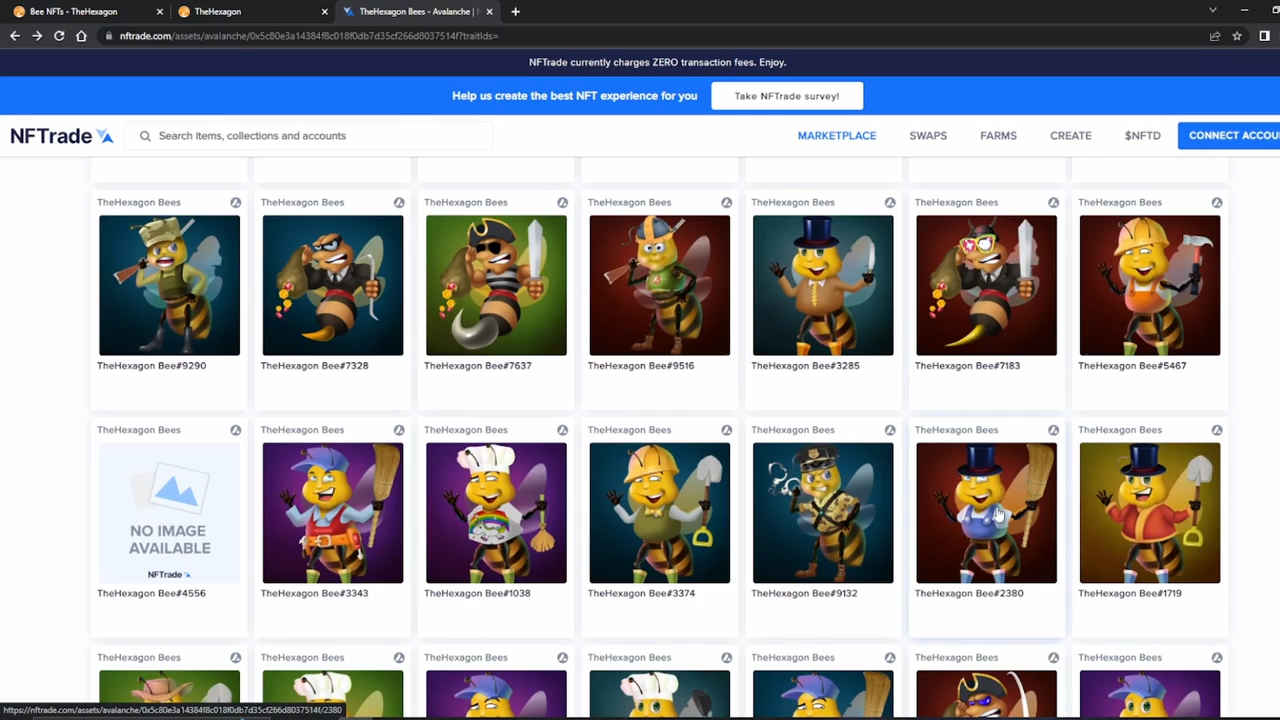 Bee NFTs - TheHexagon
TheHexagon
TheHexagon Bees - Avalanche | N
nftrade.com/assets/avalanche/0x5c80e3a14384f8c018f0db7d35cf266d8037514f?traitIds=
NFTrade currently charges ZERO transaction fees. Enjoy.
Help us create the best NFT experience for you
Take NFTrade survey!
NFTrade
Search items, collections and accounts
MARKETPLACE
SWAPS
FARMS
CREATE
$NFTD
CONNECT ACCOU
TheHexagon Bees
TheHexagon Bees
TheHexagon Bees
TheHexagon Bees
TheHexagon Bees
TheHexagon Bees
TheHexagon Bees
TheHexagon Bee#9290
TheHexagon Bee#7328
TheHexagon Bee#7637
TheHexagon Bee#9516
TheHexagon Bee#3285
TheHexagon Bee#7183
TheHexagon Bee#5467
TheHexagon Bees
TheHexagon Bees
TheHexagon Bees
TheHexagon Bees
TheHexagon Bees
TheHexagon Bees
TheHexagon Bees
NO IMAGE
AVAILABLE
NFTrade
TheHexagon Bee#4556
TheHexagon Bee#3343
TheHexagon Bee#1038
TheHexagon Bee#3374
TheHexagon Bee#9132
TheHexagon Bee#2380
TheHexagon Bee#1719
TheHexagon Bees
TheHexagon Bees
TheHexagon Bees
TheHexagon Bees
TheHexagon Bees
TheHexagon Bees
TheHexagon Bees
https://nftrade.com/assets/avalanche/0x5c80e3a14384f8c018f0db7d35cf266d8037514f/2380